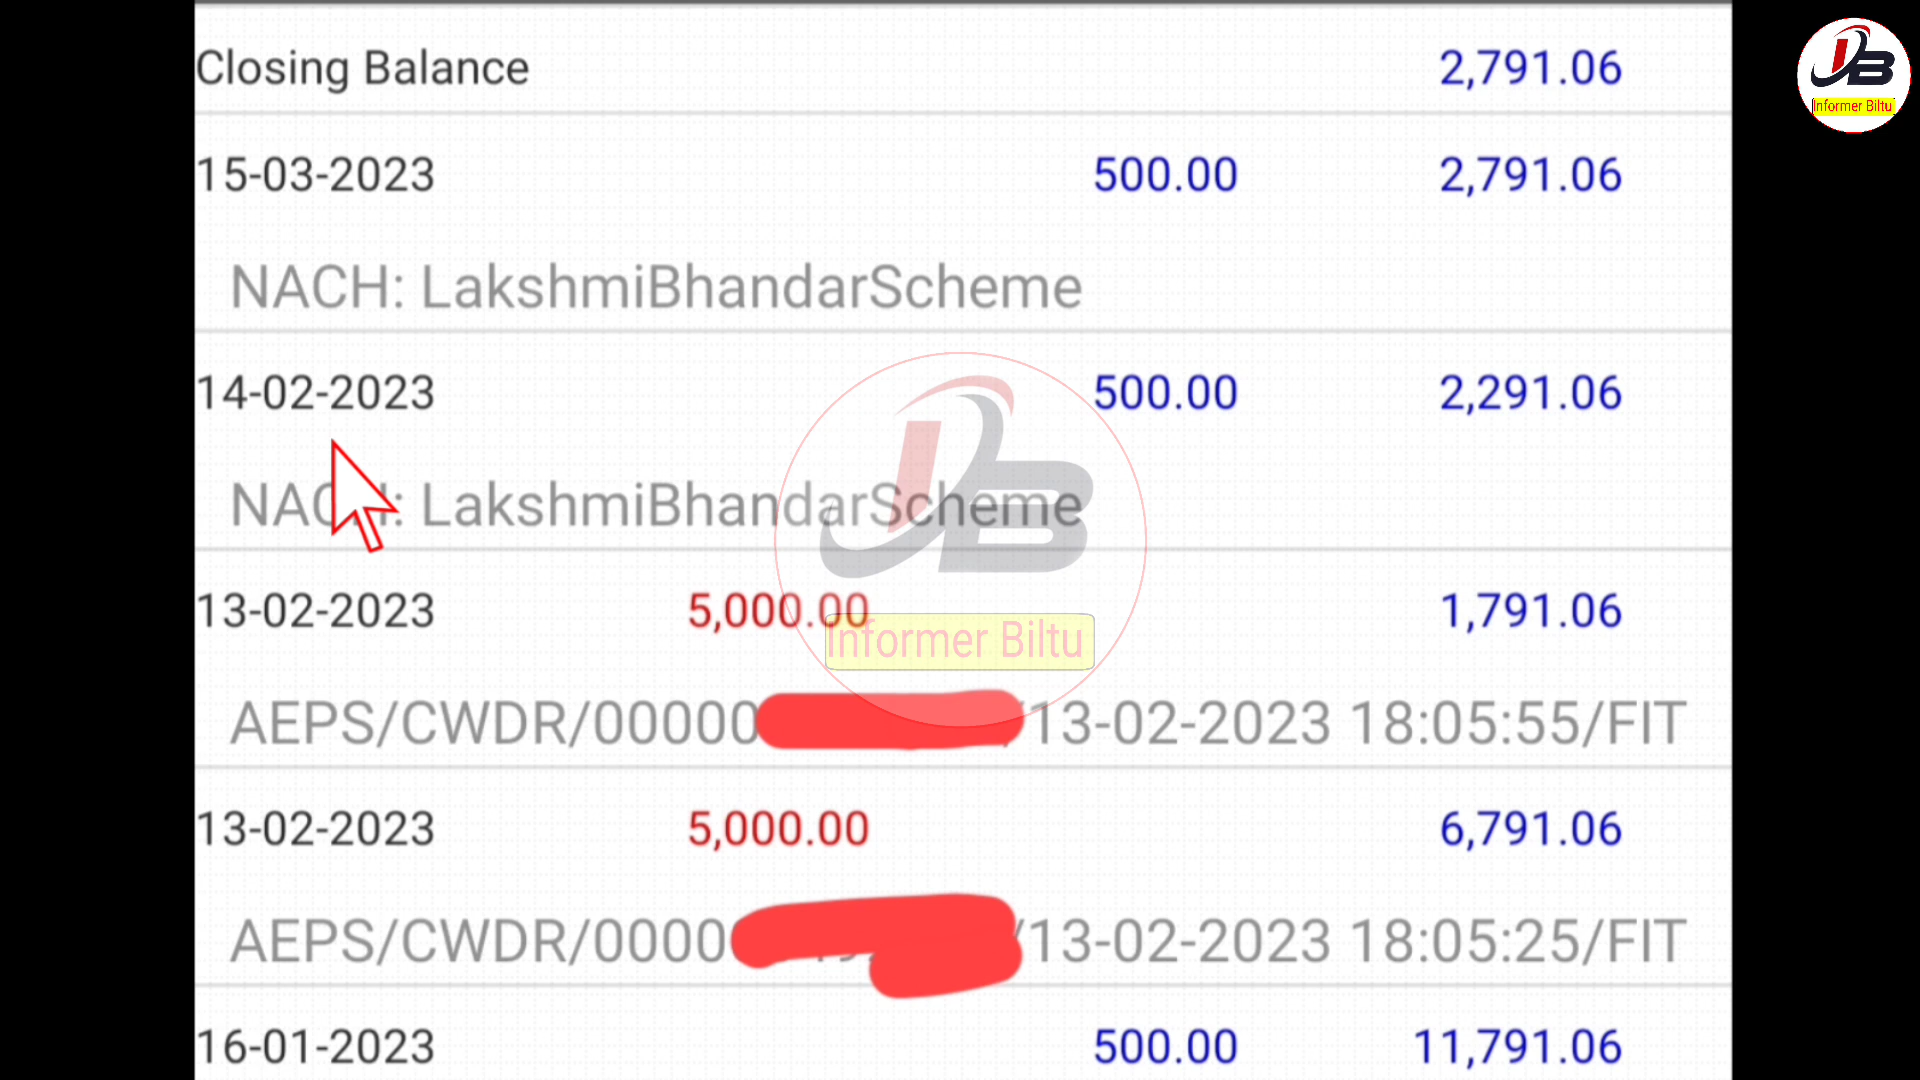 Closing Balance 2,791.06
Informer Biltu
15-03-2023 500.00 2,791.06
NACH: LakshmiBhandarScheme
14-02-2023 500.00 2,291.06
NACH: LakshmiBhandarScheme
13-02-2023 5,000.00 1,791.06
Informer Biltu
AEPS/CWDR/00000 /13-02-2023 18:05:55/FIT
13-02-2023 5,000.00 6,791.06
AEPS/CWDR/0000 /13-02-2023 18:05:25/FIT
16-01-2023 500.00 11,791.06